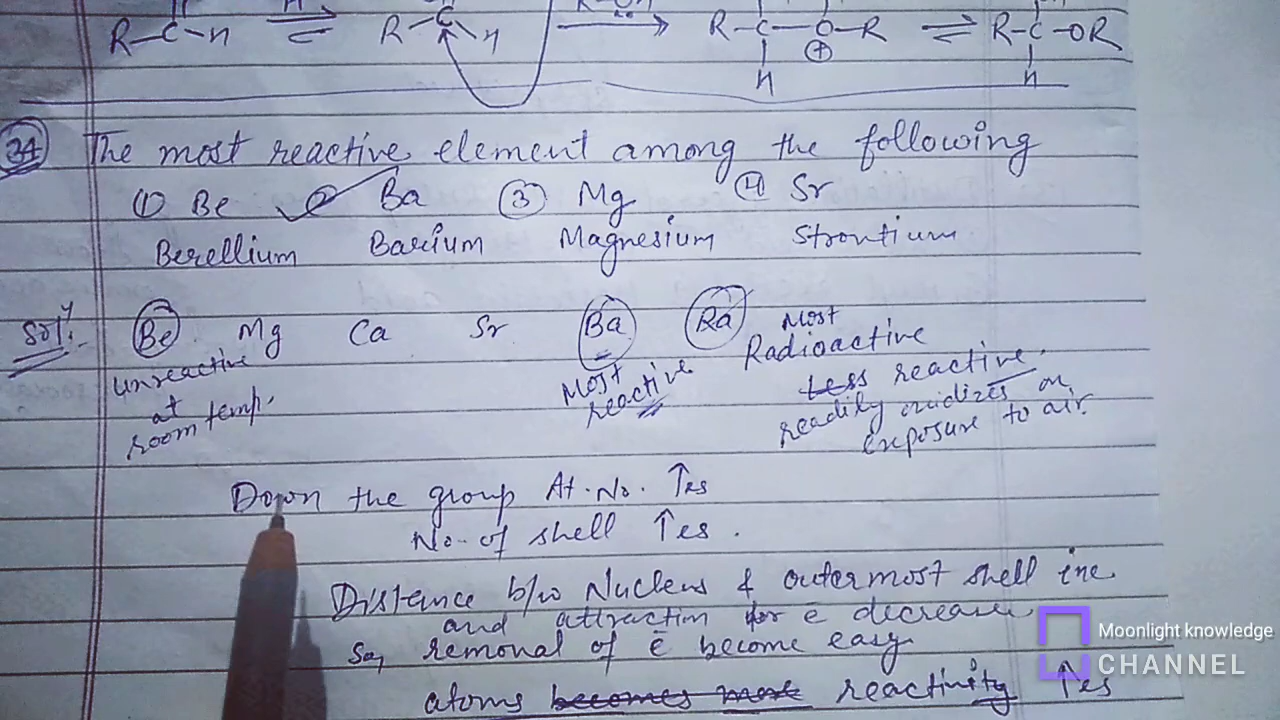 R-C-H ⇌ R C H → R-C-O-R ⇌ R-C-OR
H H
34 The most reactive element among the following
(1) Be (2) Ba (3) Mg (4) Sr
Berellium Barium Magnesium Strontium
Solⁿ:- Be Mg Ca Sr Ba Ra Most
unreactive at room temp. Most reactive Radioactive
Less reactive.
readily oxidizes on
exposure to air.
Down the group At. No. ↑es
No. of shell ↑es.
Distance b/w Nucleus & outermost shell inc
and attraction for e̅ decrease
So, removal of e̅ become easy
atoms becomes more reactivity ↑es
Moonlight knowledge
CHANNEL